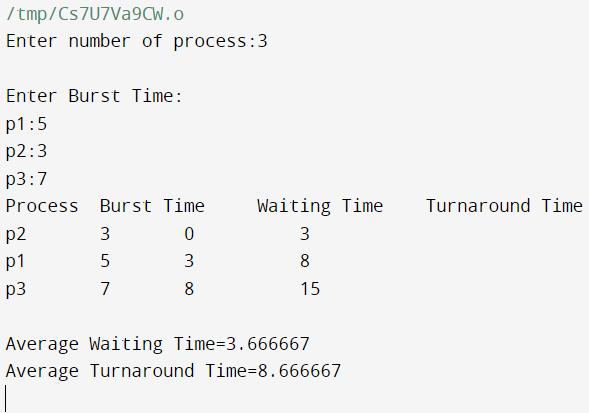 /tmp/Cs7U7Va9CW.o
Enter number of process:3
Enter Burst Time:
p1:5
p2:3
p3:7
Process  Burst Time     Waiting Time    Turnaround Time
p2     3       0          3
p1     5       3          8
p3     7       8          15
Average Waiting Time=3.666667
Average Turnaround Time=8.666667